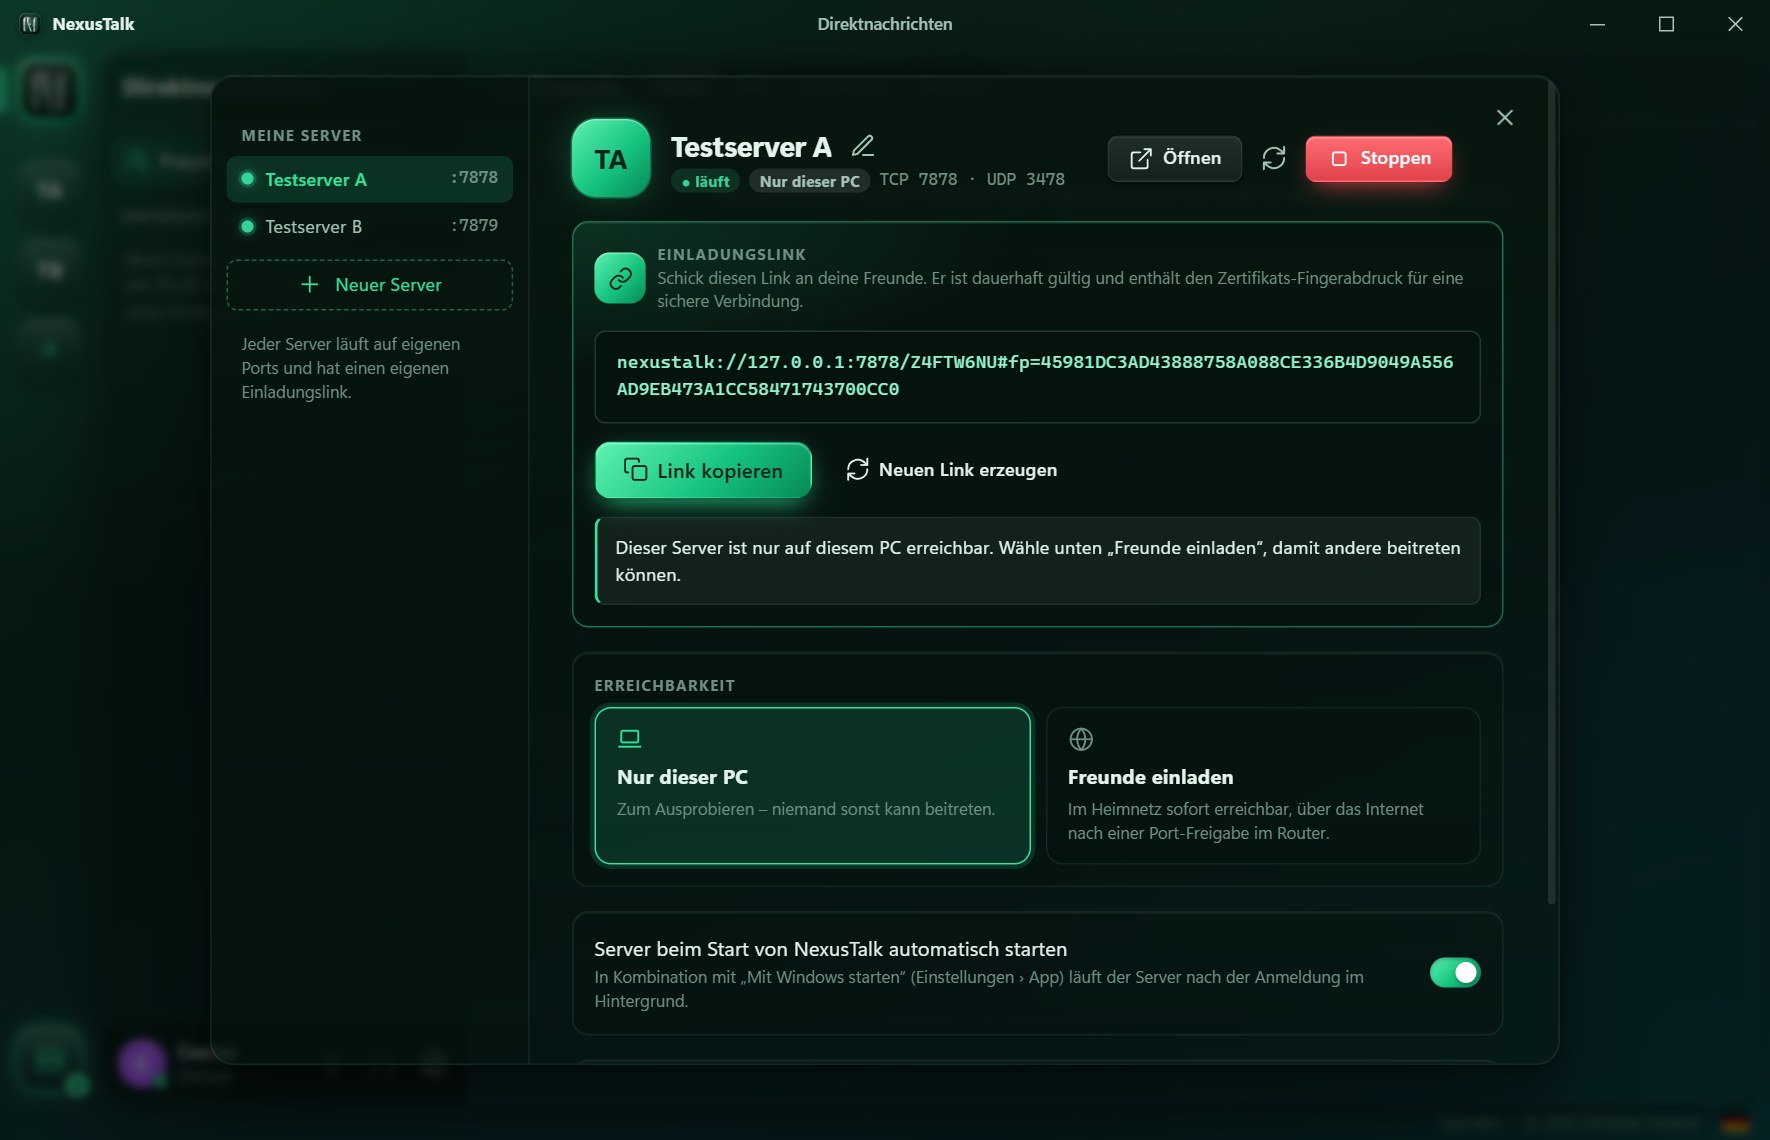 NexusTalk
Direktnachrichten
MEINE SERVER
Testserver A :7878
Testserver B :7879
Neuer Server
Jeder Server läuft auf eigenen
Ports und hat einen eigenen
Einladungslink.
TA
Testserver A
• läuft Nur dieser PC TCP 7878 · UDP 3478
Öffnen
Stoppen
EINLADUNGSLINK
Schick diesen Link an deine Freunde. Er ist dauerhaft gültig und enthält den Zertifikats-Fingerabdruck für eine
sichere Verbindung.
nexustalk://127.0.0.1:7878/Z4FTW6NU#fp=45981DC3AD43888758A088CE336B4D9049A556
AD9EB473A1CC58471743700CC0
Link kopieren
Neuen Link erzeugen
Dieser Server ist nur auf diesem PC erreichbar. Wähle unten „Freunde einladen“, damit andere beitreten
können.
ERREICHBARKEIT
Nur dieser PC
Zum Ausprobieren – niemand sonst kann beitreten.
Freunde einladen
Im Heimnetz sofort erreichbar, über das Internet
nach einer Port-Freigabe im Router.
Server beim Start von NexusTalk automatisch starten
In Kombination mit „Mit Windows starten“ (Einstellungen › App) läuft der Server nach der Anmeldung im
Hintergrund.